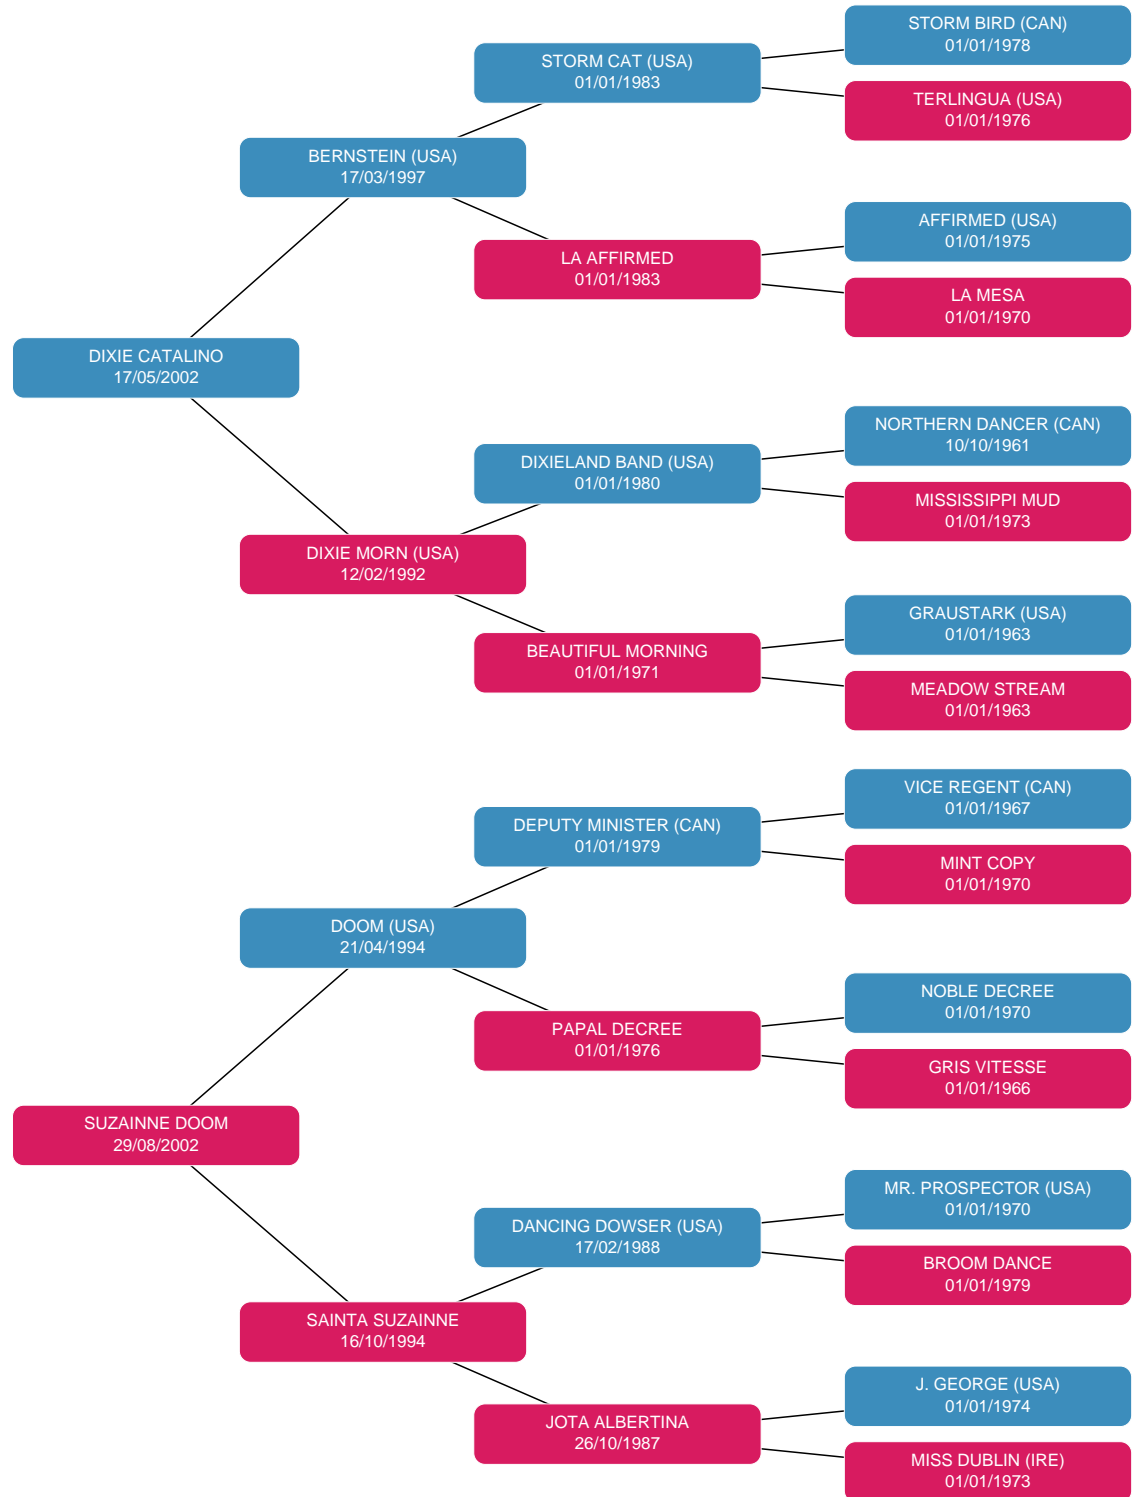 STORM BIRD (CAN)
01/01/1978
STORM CAT (USA)
01/01/1983
TERLINGUA (USA)
01/01/1976
BERNSTEIN (USA)
17/03/1997
AFFIRMED (USA)
01/01/1975
LA AFFIRMED
01/01/1983
LA MESA
01/01/1970
DIXIE CATALINO
17/05/2002
NORTHERN DANCER (CAN)
10/10/1961
DIXIELAND BAND (USA)
01/01/1980
MISSISSIPPI MUD
01/01/1973
DIXIE MORN (USA)
12/02/1992
GRAUSTARK (USA)
01/01/1963
BEAUTIFUL MORNING
01/01/1971
MEADOW STREAM
01/01/1963
VICE REGENT (CAN)
01/01/1967
DEPUTY MINISTER (CAN)
01/01/1979
MINT COPY
01/01/1970
DOOM (USA)
21/04/1994
NOBLE DECREE
01/01/1970
PAPAL DECREE
01/01/1976
GRIS VITESSE
01/01/1966
SUZAINNE DOOM
29/08/2002
MR. PROSPECTOR (USA)
01/01/1970
DANCING DOWSER (USA)
17/02/1988
BROOM DANCE
01/01/1979
SAINTA SUZAINNE
16/10/1994
J. GEORGE (USA)
01/01/1974
JOTA ALBERTINA
26/10/1987
MISS DUBLIN (IRE)
01/01/1973